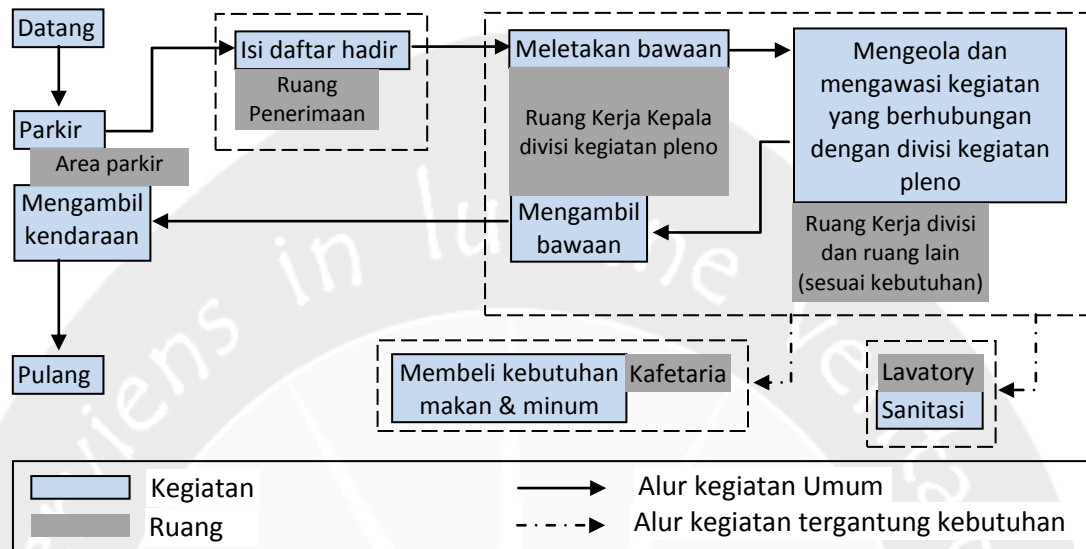 Datang
Parkir
Area parkir
Mengambil
kendaraan
Pulang
Isi daftar hadir
Ruang
Penerimaan
Meletakan bawaan
Ruang Kerja Kepala
divisi kegiatan pleno
Mengambil
bawaan
Mengeola dan
mengawasi kegiatan
yang berhubungan
dengan divisi kegiatan
pleno
Ruang Kerja divisi
dan ruang lain
(sesuai kebutuhan)
Membeli kebutuhan
makan & minum
Kafetaria
Lavatory
Sanitasi
Kegiatan
Ruang
Alur kegiatan Umum
Alur kegiatan tergantung kebutuhan